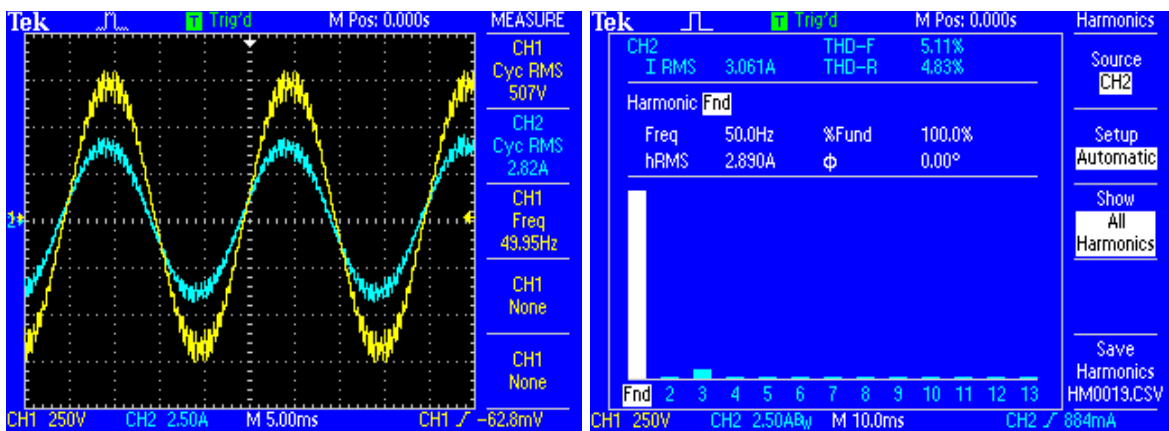 Tek Trig'd M Pos: 0.000s MEASURE
CH1
Cyc RMS
507V
CH2
Cyc RMS
2.82A
CH1
Freq
49.95Hz
CH1
None
CH1
None
2
CH1 250V CH2 2.50A M 5.00ms CH1 -62.8mV
Tek T Trig'd M Pos: 0.000s Harmonics
CH2 THD-F 5.11%
I RMS 3.061A THD-R 4.83%
Harmonic Fnd
Freq 50.0Hz %Fund 100.0%
hRMS 2.890A ϕ 0.00°
Source
CH2
Setup
Automatic
Show
All
Harmonics
Save
Harmonics
HM0019.CSV
Fnd 2 3 4 5 6 7 8 9 10 11 12 13
CH1 250V CH2 2.50ABW M 10.0ms CH2 884mA